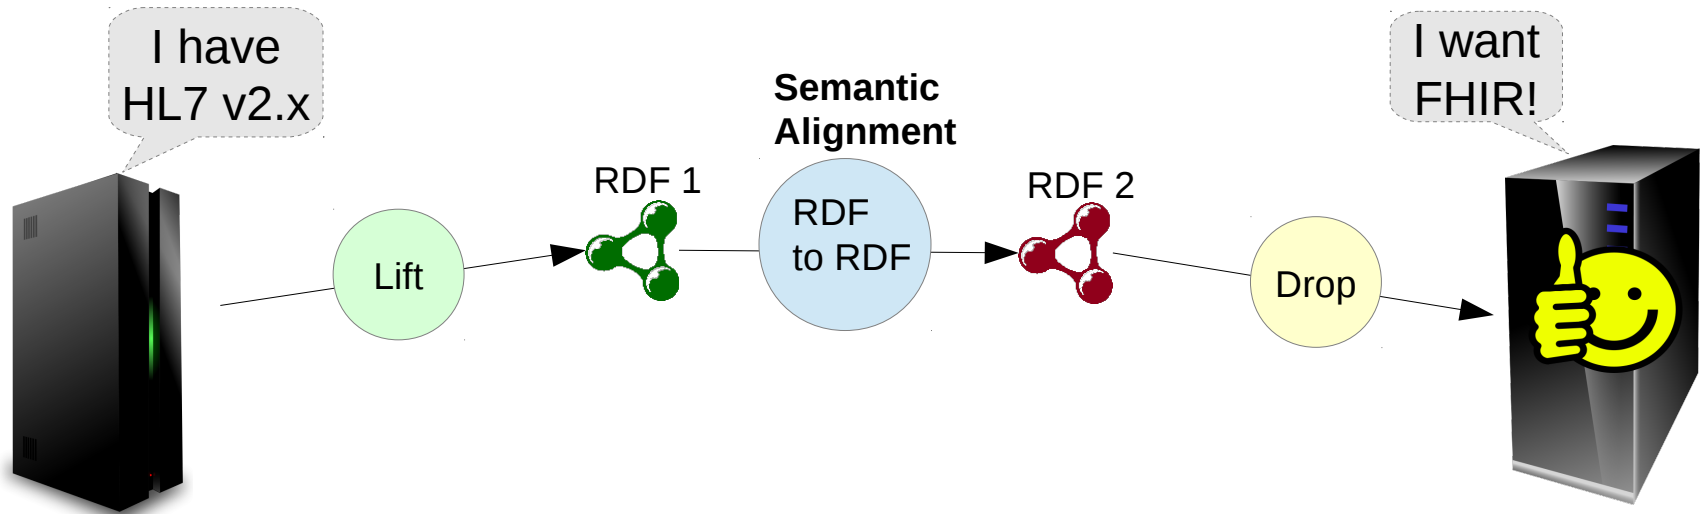 I have
HL7 v2.x
I want
FHIR!
Semantic
Alignment
RDF 1
RDF 2
Lift
RDF
to RDF
Drop